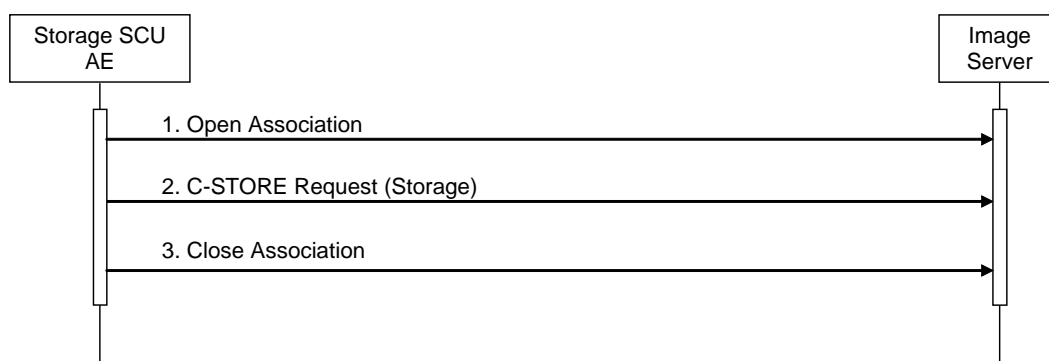 Storage SCU
AE
Image
Server
1. Open Association
2. C-STORE Request (Storage)
3. Close Association